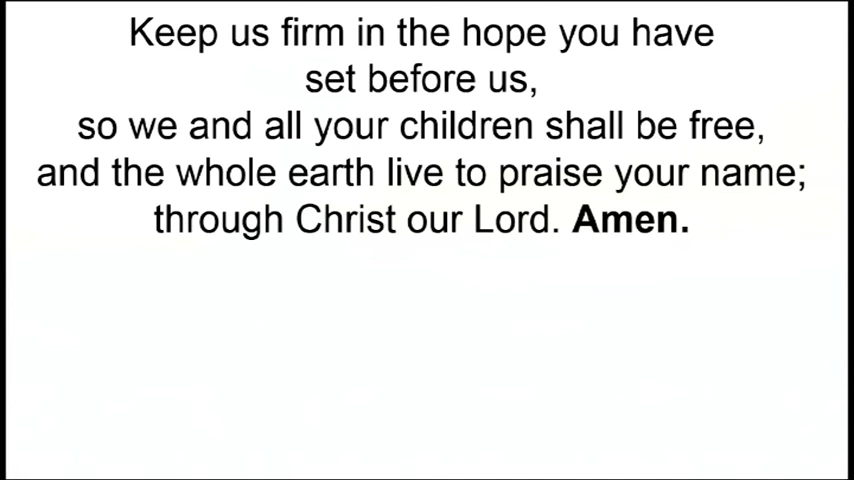 Keep us firm in the hope you have
set before us,
so we and all your children shall be free,
and the whole earth live to praise your name;
through Christ our Lord. Amen.